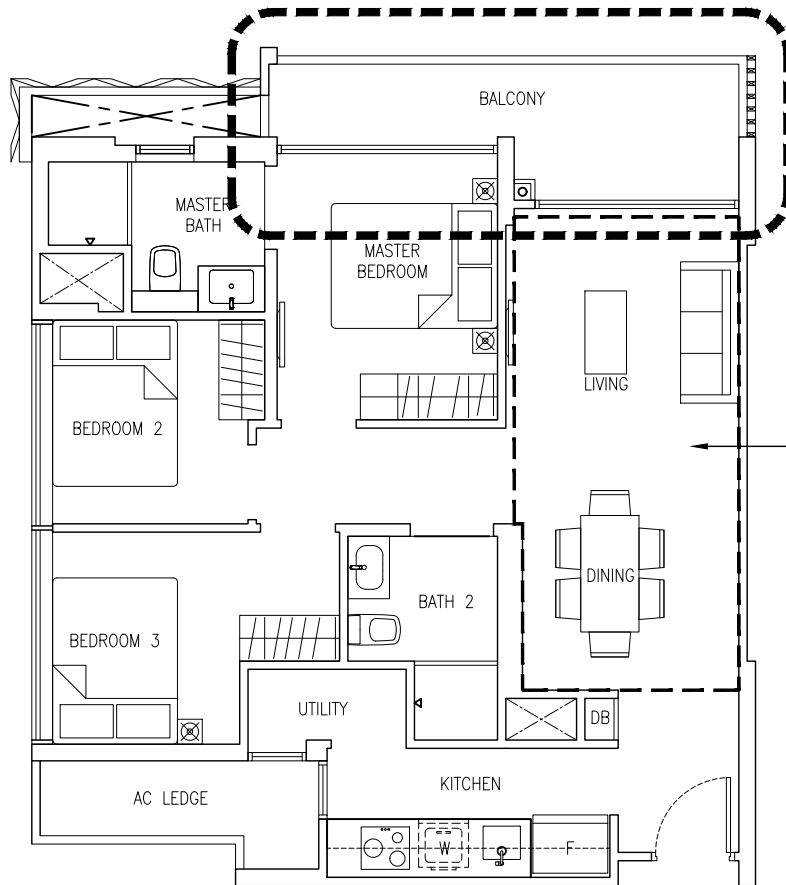 BALCONY
MASTER
BATH
MASTER
BEDROOM
LIVING
BEDROOM 2
DINING
BATH 2
BEDROOM 3
UTILITY
DB
KITCHEN
AC LEDGE
W
F